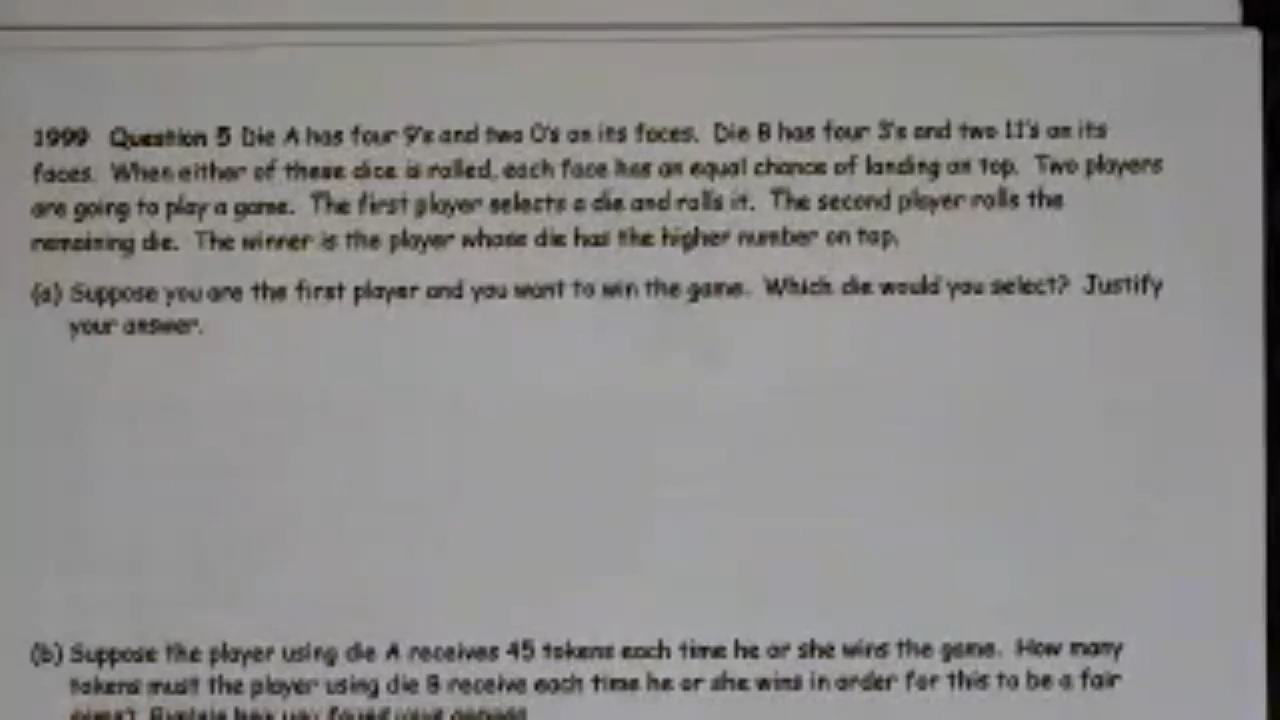 1999 Question 5 Die A has four 9's and two 0's on its faces. Die B has four 3's and two 11's on its
faces. When either of these dice is rolled, each face has an equal chance of landing on top. Two players
are going to play a game. The first player selects a die and rolls it. The second player rolls the
remaining die. The winner is the player whose die has the higher number on top.
(a) Suppose you are the first player and you want to win the game. Which die would you select? Justify
your answer.
(b) Suppose the player using die A receives 45 tokens each time he or she wins the game. How many
tokens must the player using die B receive each time he or she wins in order for this to be a fair
game? Explain how you found your answer.